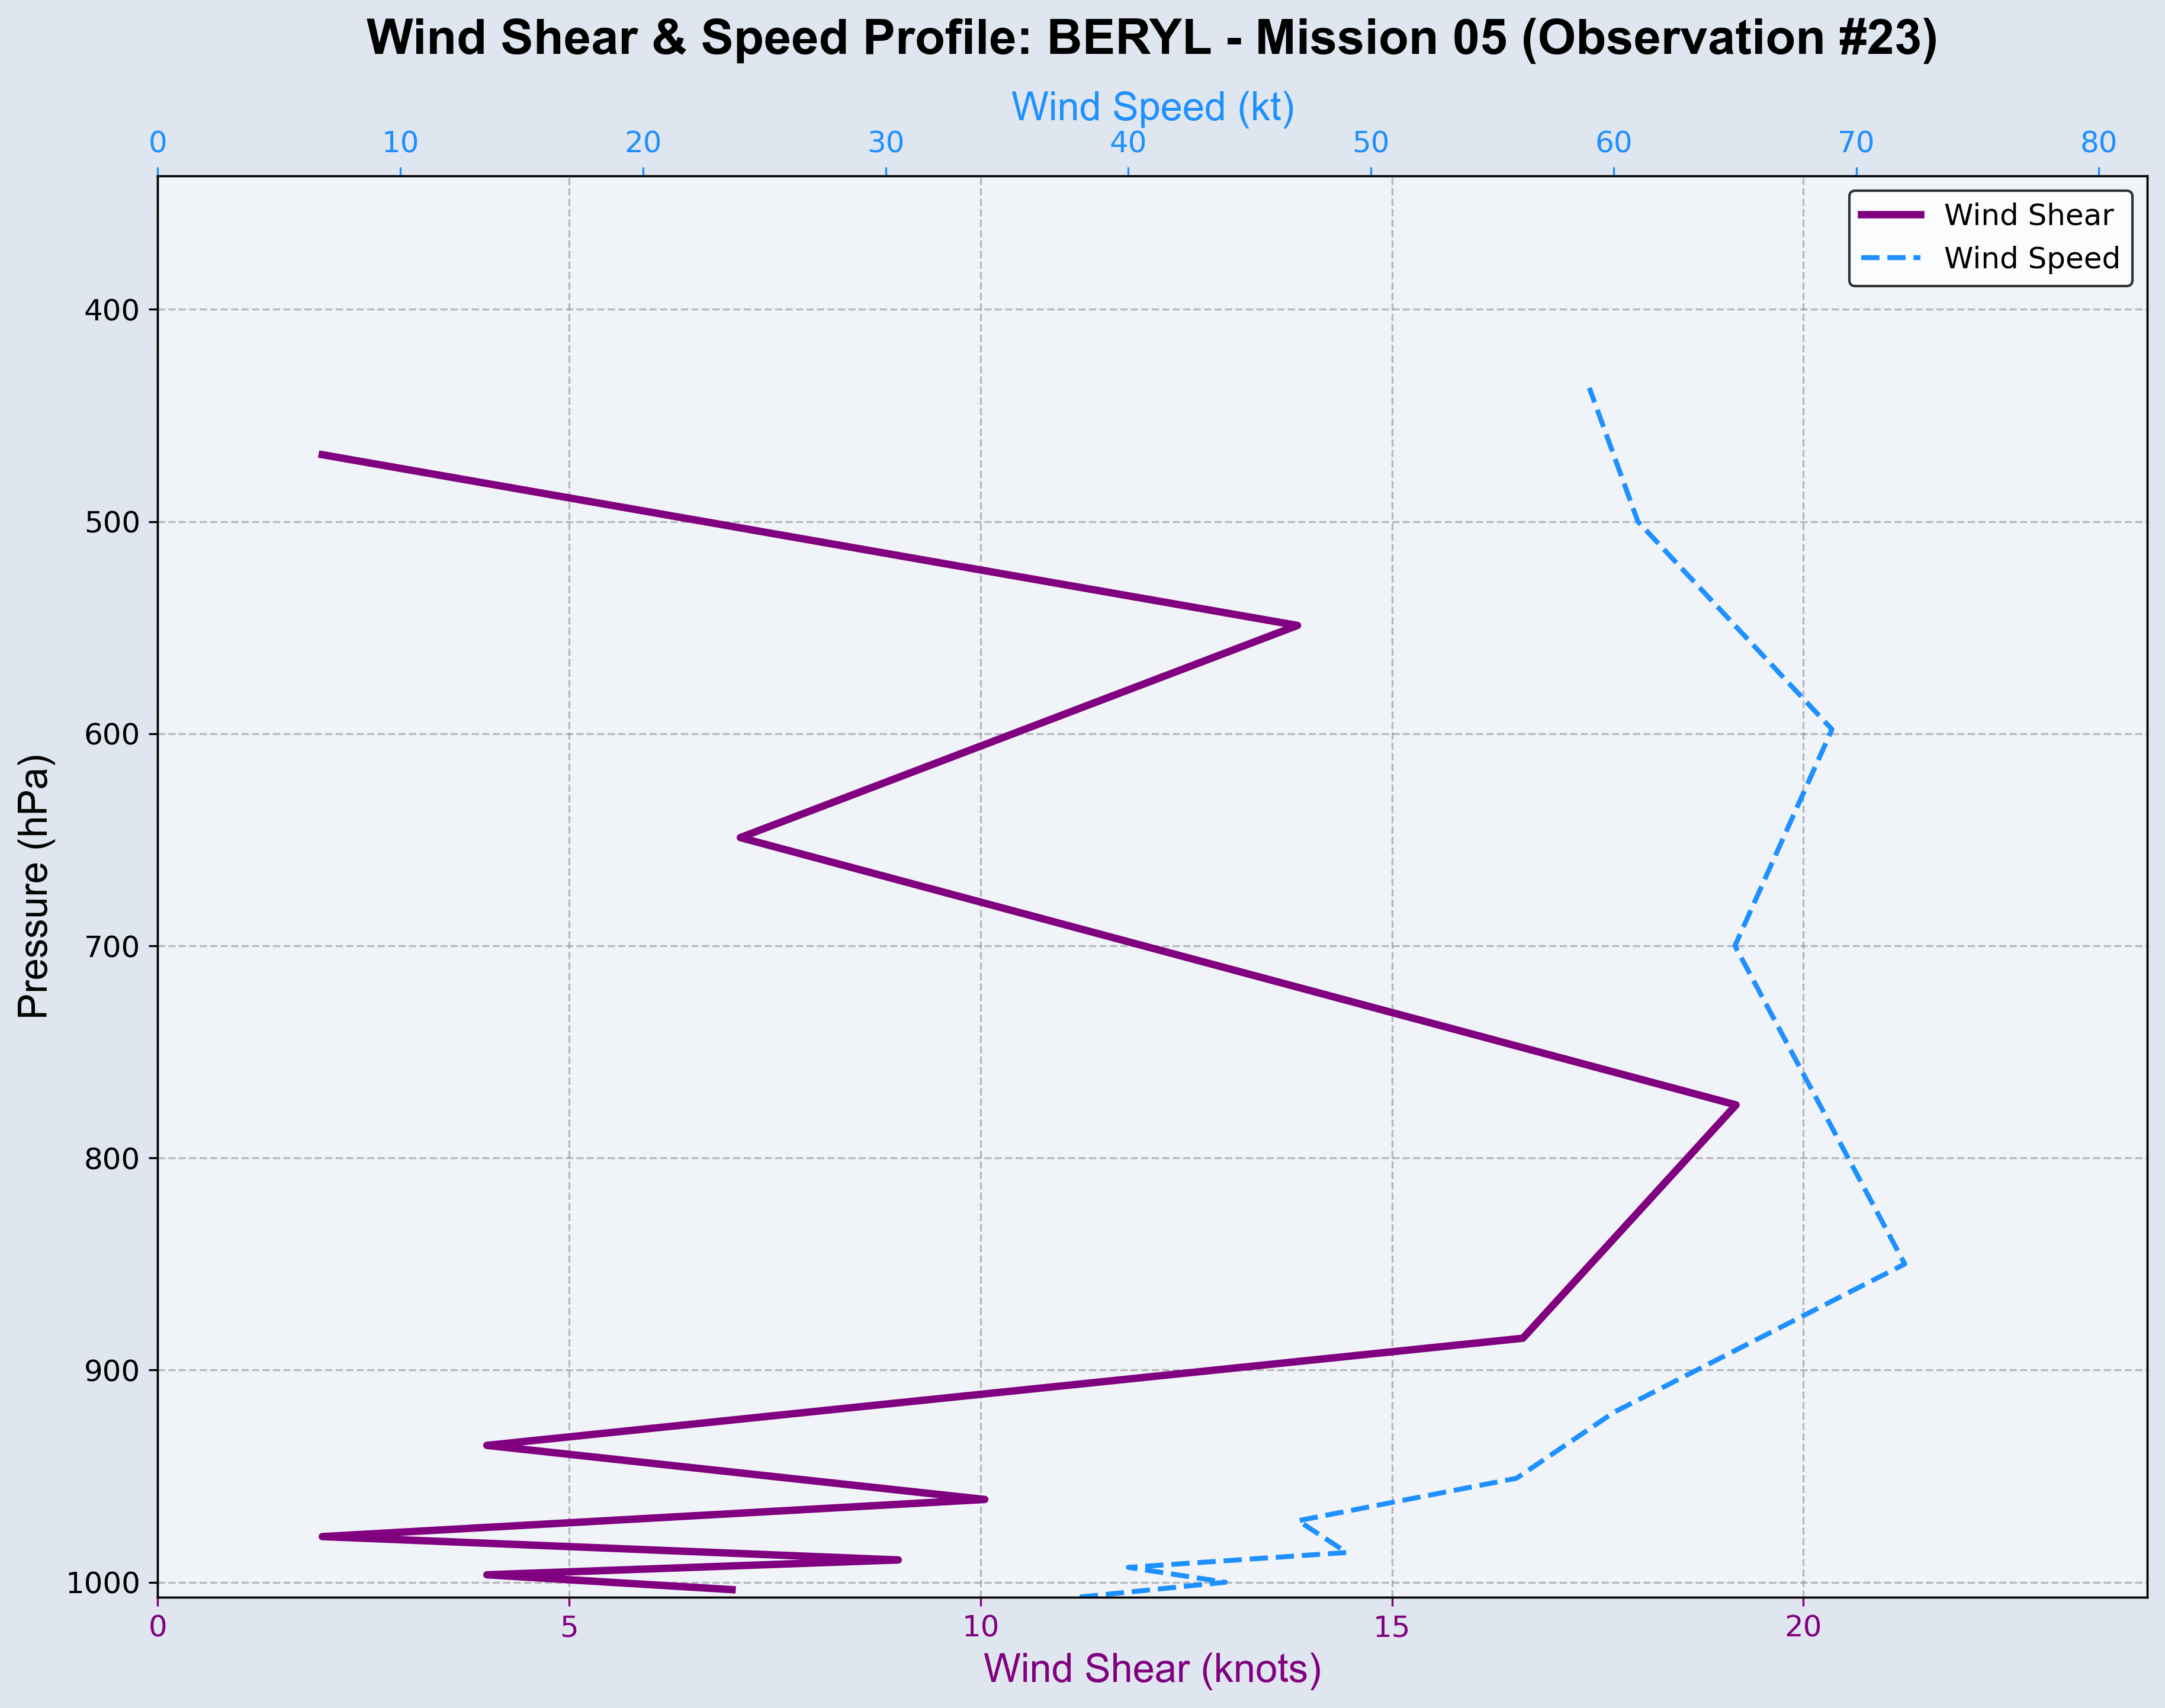 Wind Shear & Speed Profile: BERYL - Mission 05 (Observation #23)
Wind Speed (kt)
0 10 20 30 40 50 60 70 80
Wind Shear
Wind Speed
400
500
600
700
800
900
1000
Pressure (hPa)
0 5 10 15 20
Wind Shear (knots)